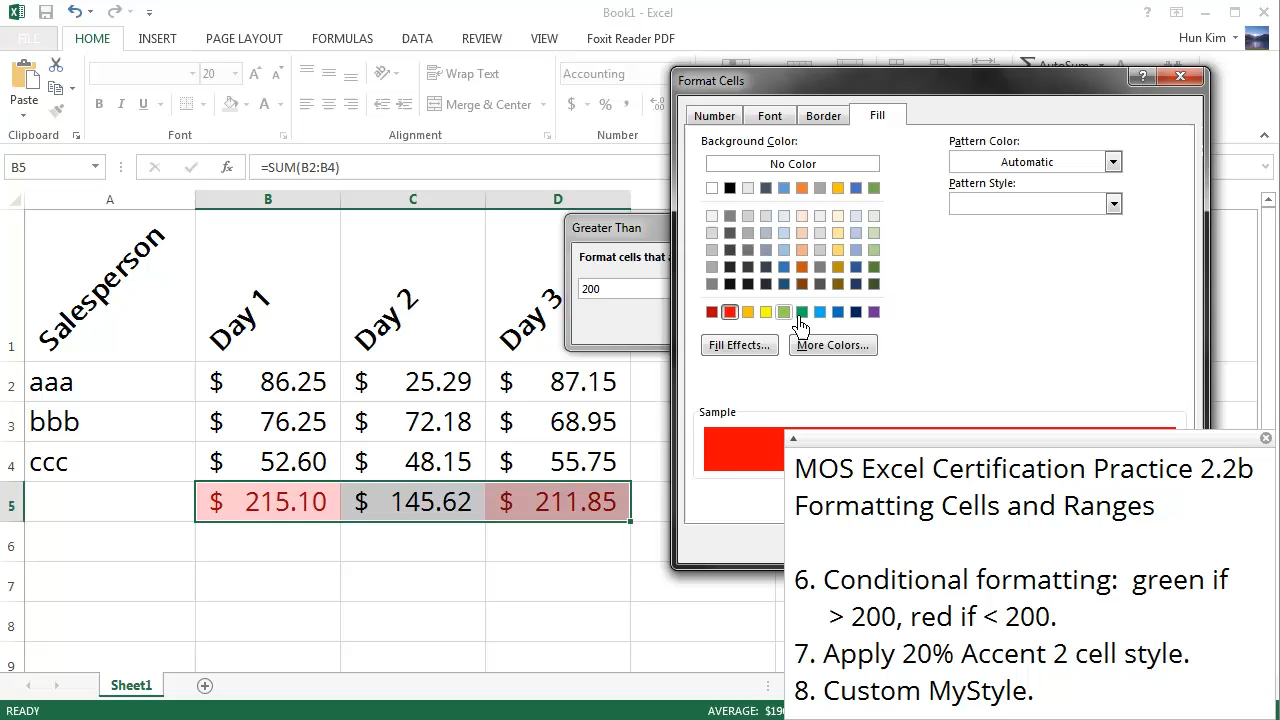 Book1 - Excel
FILE HOME INSERT PAGE LAYOUT FORMULAS DATA REVIEW VIEW Foxit Reader PDF Hun Kim
Paste
20
B I U
Wrap Text
Merge & Center
Accounting
$ % ,
AutoSum
Clipboard Font Alignment Number
B5 fx =SUM(B2:B4)
A B C D
1 Salesperson Day 1 Day 2 Day 3
2 aaa $ 86.25 $ 25.29 $ 87.15
3 bbb $ 76.25 $ 72.18 $ 68.95
4 ccc $ 52.60 $ 48.15 $ 55.75
5 $ 215.10 $ 145.62 $ 211.85
6
7
8
9
Greater Than
Format cells that a
200
Format Cells
Number Font Border Fill
Background Color:
No Color
Pattern Color:
Automatic
Pattern Style:
Fill Effects... More Colors...
Sample
MOS Excel Certification Practice 2.2b
Formatting Cells and Ranges
6. Conditional formatting: green if
> 200, red if < 200.
7. Apply 20% Accent 2 cell style.
8. Custom MyStyle.
Sheet1
READY AVERAGE: $190